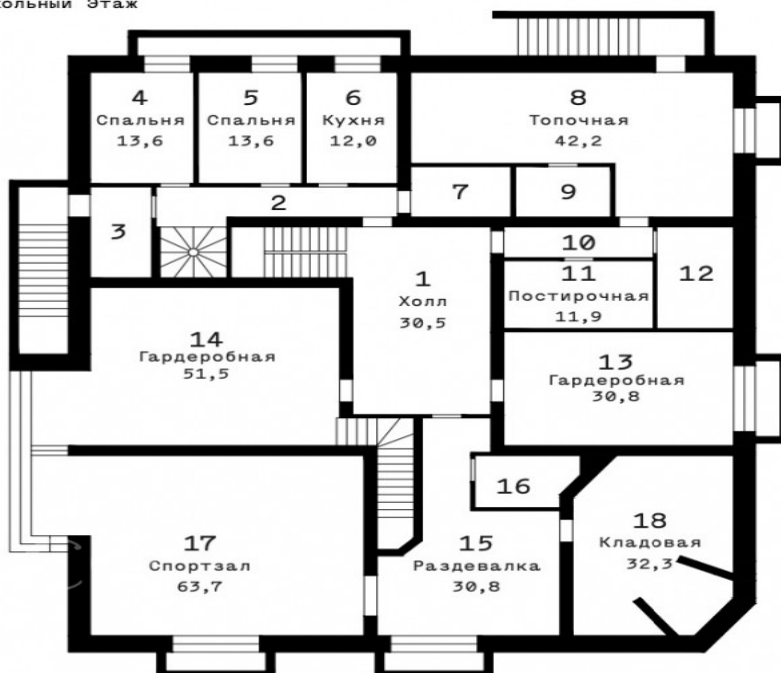 кольный Этаж
4
Спальня
13,6
5
Спальня
13,6
6
Кухня
12,0
8
Топочная
42,2
7
9
2
3
10
1
Холл
30,5
11
Постирочная
11,9
12
14
Гардеробная
51,5
13
Гардеробная
30,8
16
17
Спортзал
63,7
15
Раздевалка
30,8
18
Кладовая
32,3